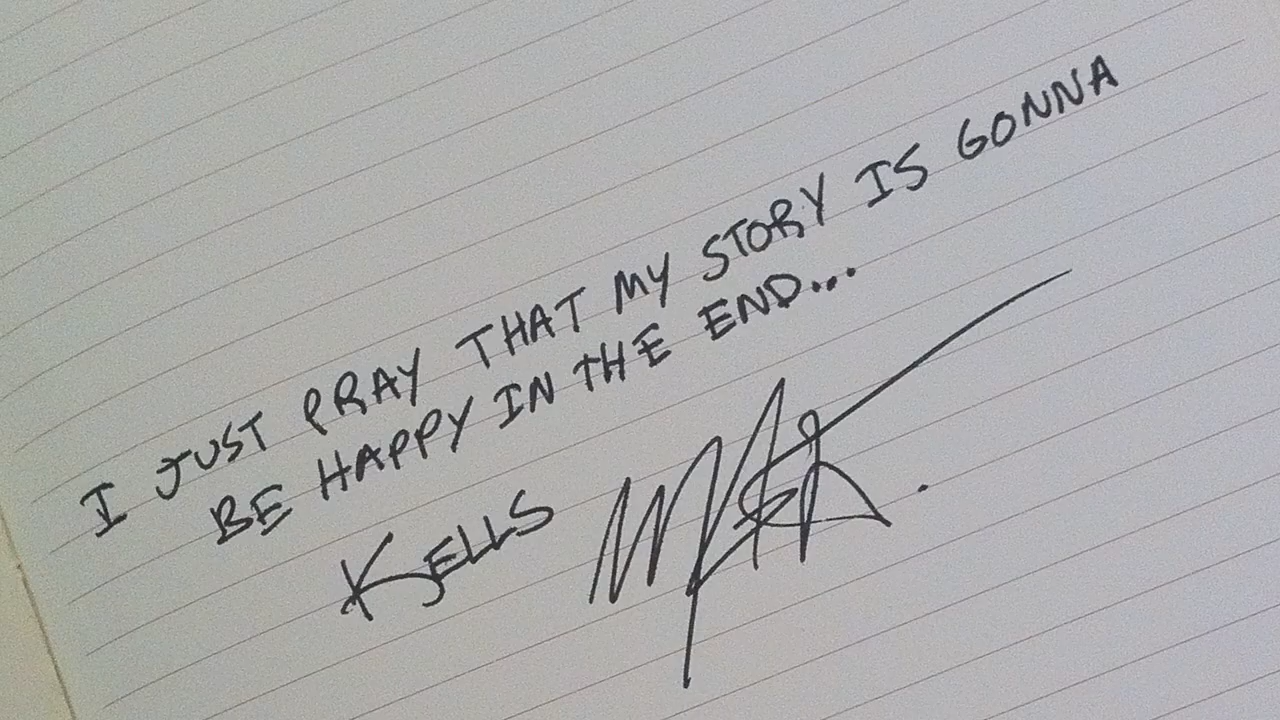 I JUST PRAY THAT MY STORY IS GONNA
BE HAPPY IN THE END...
KELLS